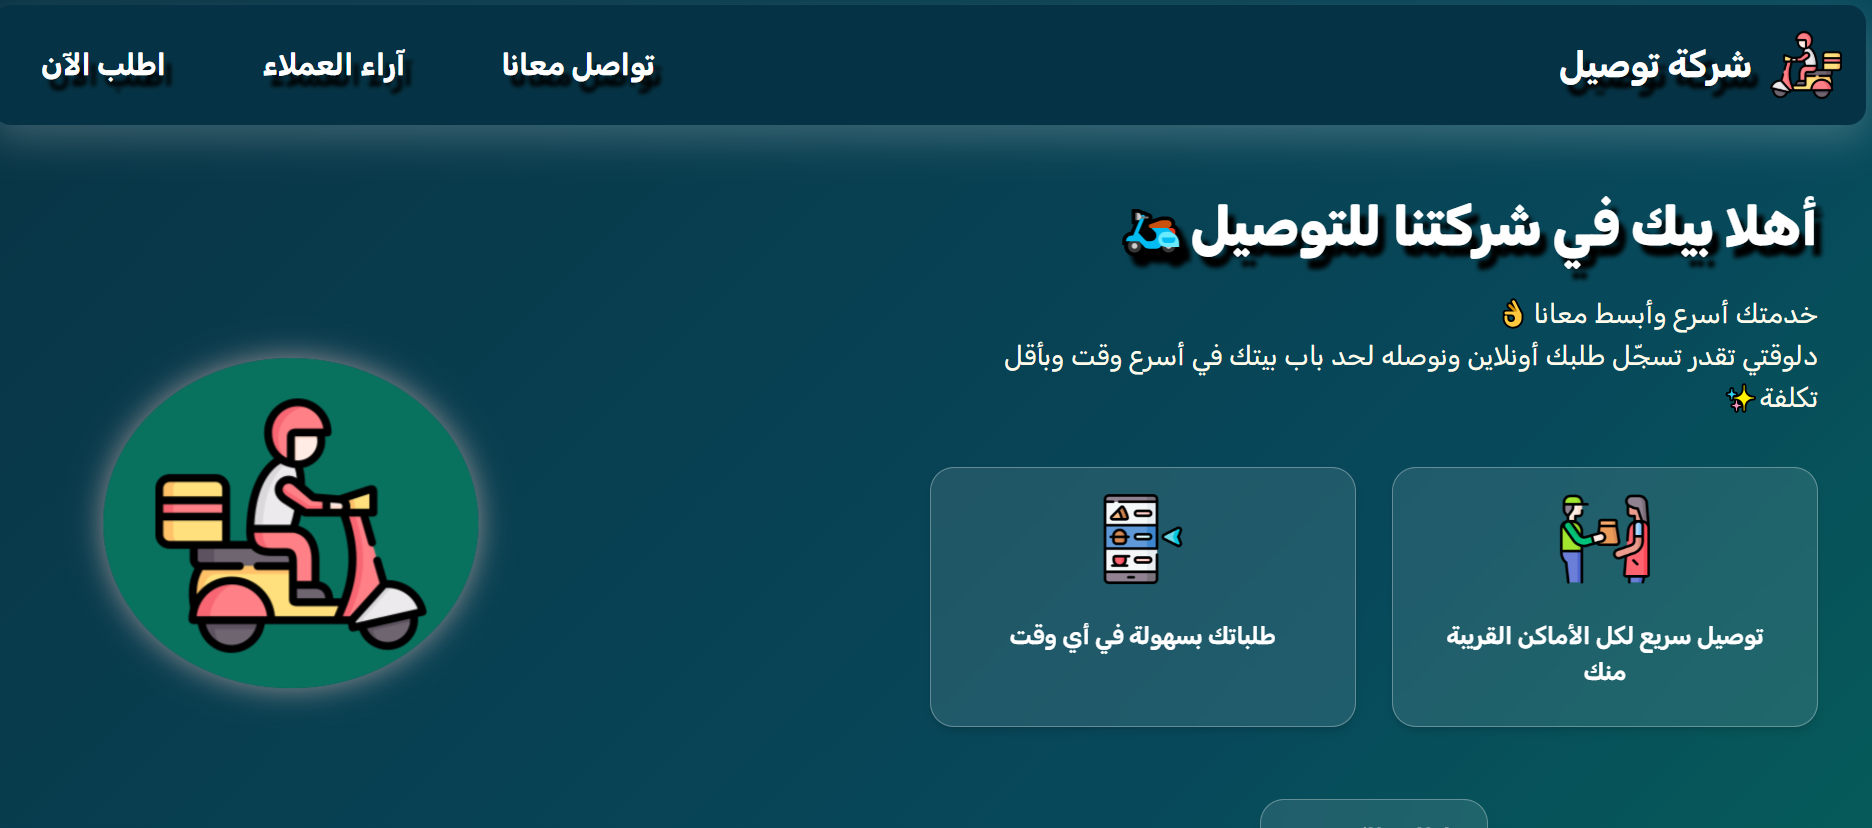 شركة توصيل
تواصل معانا
آراء العملاء
اطلب الآن
أهلا بيك في شركتنا للتوصيل 🛵
خدمتك أسرع وأبسط معانا 👌
دلوقتي تقدر تسجّل طلبك أونلاين ونوصله لحد باب بيتك في أسرع وقت وبأقل
تكلفة ✨
توصيل سريع لكل الأماكن القريبة
منك
طلباتك بسهولة في أي وقت